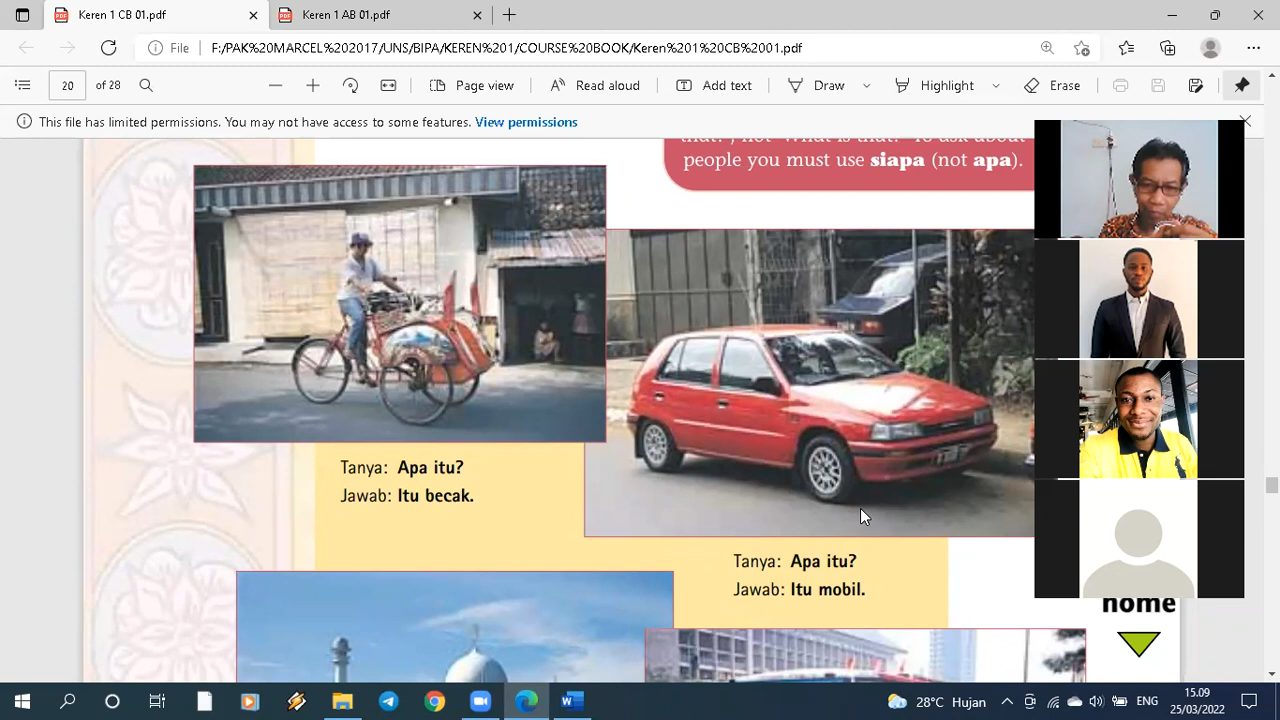 Keren 1 CB 01.pdf
Keren 1 AB 01.pdf
File
F:/PAK%20MARCEL%202017/UNS/BIPA/KEREN%201/COURSE%20BOOK/Keren%201%20CB%2001.pdf
20 of 28
Page view
Read aloud
Add text
Draw
Highlight
Erase
This file has limited permissions. You may not have access to some features. View permissions
people you must use siapa (not apa).
Tanya: Apa itu?
Jawab: Itu becak.
Tanya: Apa itu?
Jawab: Itu mobil.
home
28°C Hujan
ENG
15.09
25/03/2022